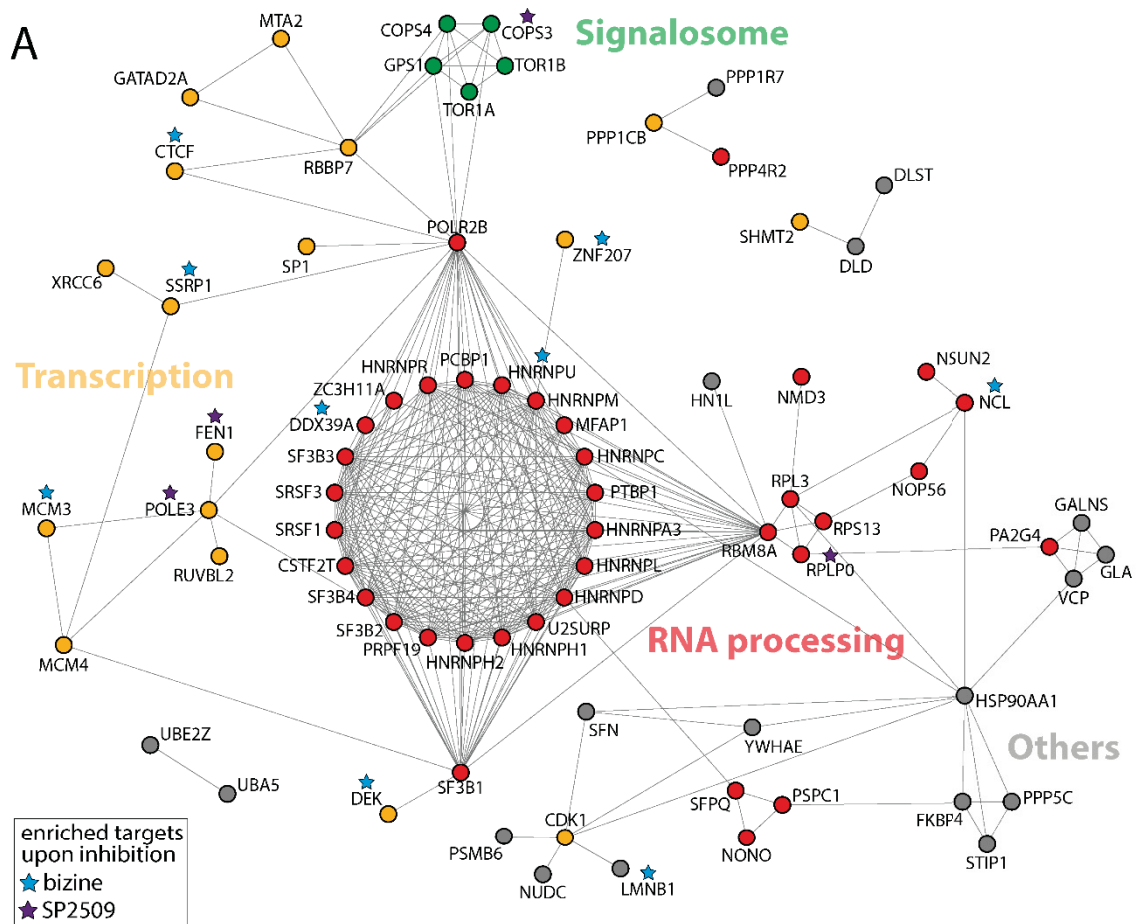 A
MTA2
COPS4
COPS3
Signalosome
GATAD2A
GPS1
TOR1B
TOR1A
PPP1R7
CTCF
RBBP7
PPP1CB
PPP4R2
DLST
POLR2B
SHMT2
DLD
SP1
ZNF207
XRCC6
SSRP1
Transcription
HNRNPR
PCBP1
HNRNPU
ZC3H11A
HNRNPM
DDX39A
MFAP1
SF3B3
HNRNPC
SRSF3
PTBP1
SRSF1
HNRNPA3
CSTF2T
HNRNPL
SF3B4
HNRNPD
SF3B2
U2SURP
PRPF19
HNRNPH1
HNRNPH2
HN1L
NMD3
NSUN2
NCL
FEN1
RPL3
NOP56
MCM3
POLE3
RPS13
GALNS
RBM8A
PA2G4
RUVBL2
RPLP0
GLA
VCP
RNA processing
MCM4
HSP90AA1
SFN
YWHAE
Others
UBE2Z
UBA5
SF3B1
DEK
SFPQ
PSPC1
PPP5C
CDK1
FKBP4
PSMB6
NONO
STIP1
NUDC
LMNB1
enriched targets
upon inhibition
bizine
SP2509